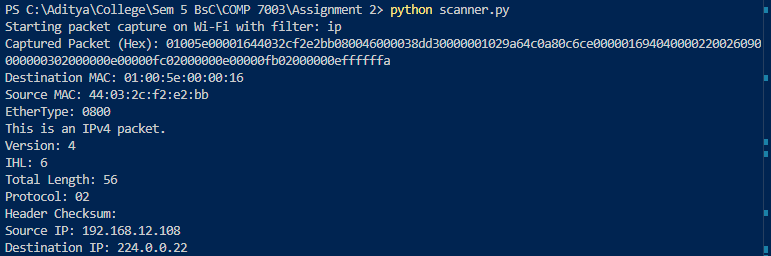 PS C:\Aditya\College\Sem 5 BsC\COMP 7003\Assignment 2> python scanner.py
Starting packet capture on Wi-Fi with filter: ip
Captured Packet (Hex): 01005e00001644032cf2e2bb080046000038dd30000001029a64c0a80c6ce00000169404000022002609​0
000000302000000e00000fc02000000e00000fb02000000effffffa
Destination MAC: 01:00:5e:00:00:16
Source MAC: 44:03:2c:f2:e2:bb
EtherType: 0800
This is an IPv4 packet.
Version: 4
IHL: 6
Total Length: 56
Protocol: 02
Header Checksum:
Source IP: 192.168.12.108
Destination IP: 224.0.0.22